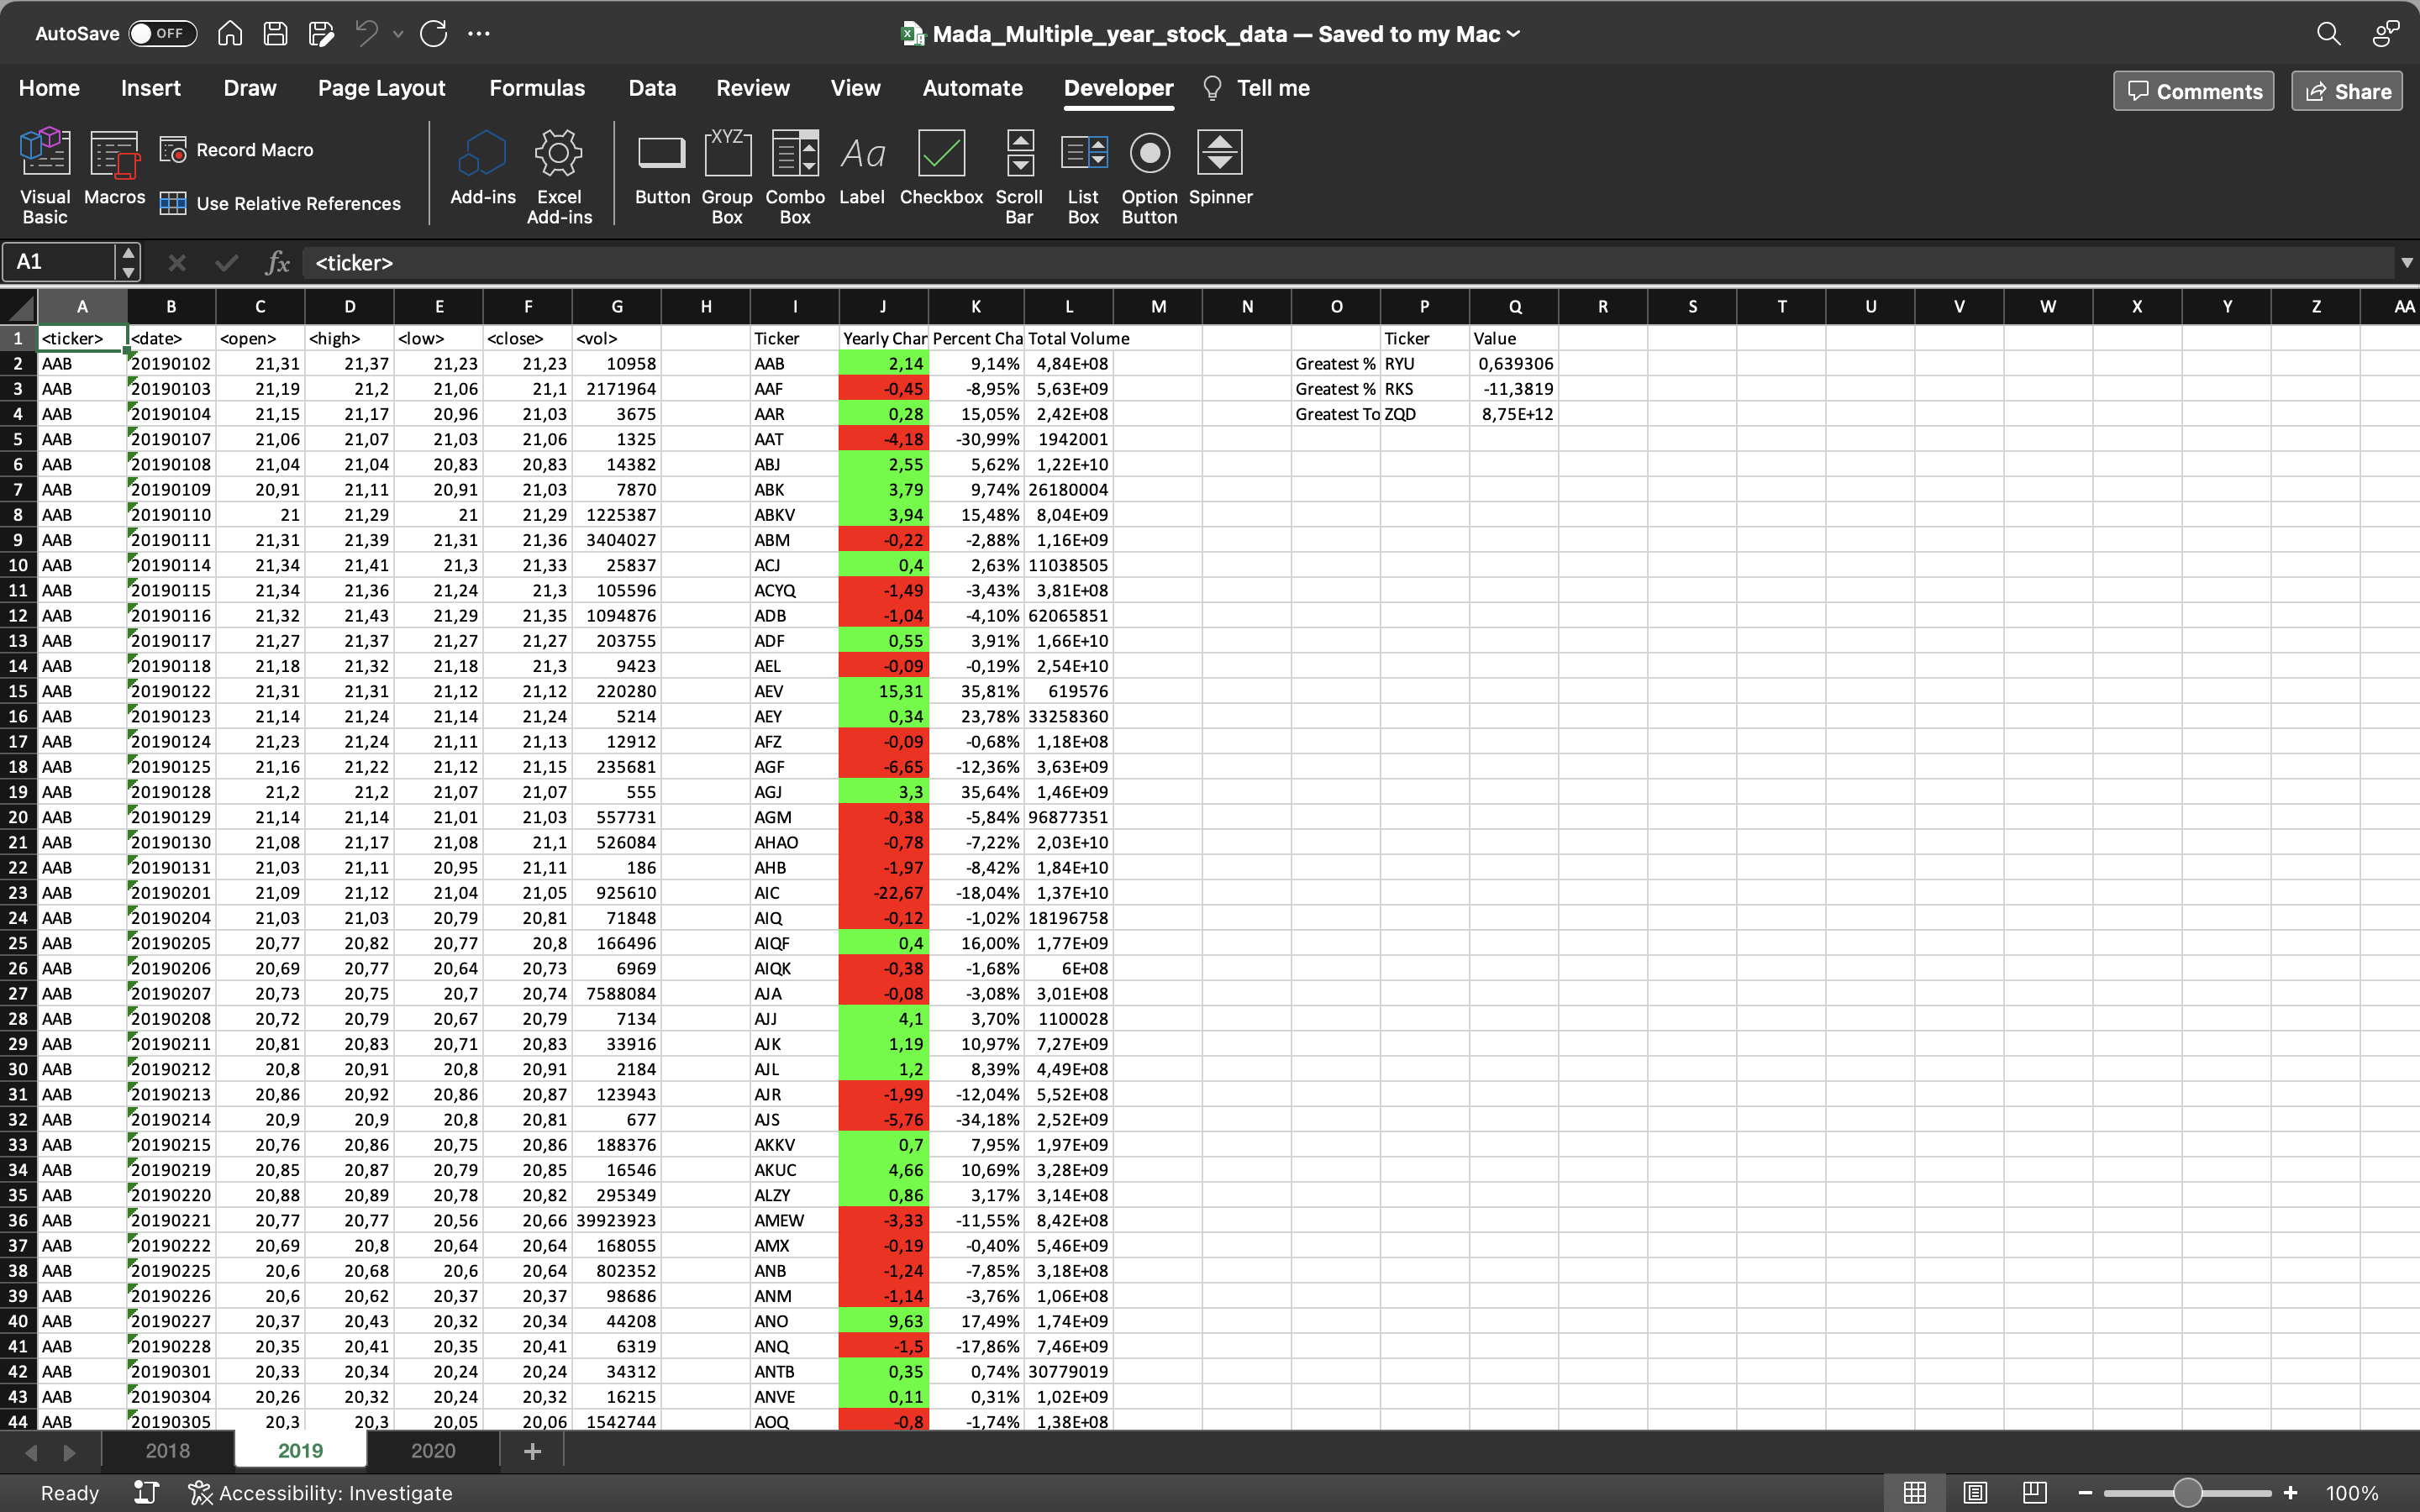 AutoSave OFF Mada_Multiple_year_stock_data — Saved to my Mac
Home Insert Draw Page Layout Formulas Data Review View Automate Developer Tell me Comments Share
Visual Basic Macros Record Macro Use Relative References Add-ins Excel Add-ins Button Group Box Combo Box Label Checkbox Scroll Bar List Box Option Button Spinner
XYZ Aa
A1 fx <ticker>
A B C D E F G H I J K L M N O P Q R S T U V W X Y Z AA
1 <ticker> <date> <open> <high> <low> <close> <vol> Ticker Yearly Char Percent Cha Total Volume Ticker Value
2 AAB 20190102 21,31 21,37 21,23 21,23 10958 AAB 2,14 9,14% 4,84E+08 Greatest % RYU 0,639306
3 AAB 20190103 21,19 21,2 21,06 21,1 2171964 AAF -0,45 -8,95% 5,63E+09 Greatest % RKS -11,3819
4 AAB 20190104 21,15 21,17 20,96 21,03 3675 AAR 0,28 15,05% 2,42E+08 Greatest To ZQD 8,75E+12
5 AAB 20190107 21,06 21,07 21,03 21,06 1325 AAT -4,18 -30,99% 1942001
6 AAB 20190108 21,04 21,04 20,83 20,83 14382 ABJ 2,55 5,62% 1,22E+10
7 AAB 20190109 20,91 21,11 20,91 21,03 7870 ABK 3,79 9,74% 26180004
8 AAB 20190110 21 21,29 21 21,29 1225387 ABKV 3,94 15,48% 8,04E+09
9 AAB 20190111 21,31 21,39 21,31 21,36 3404027 ABM -0,22 -2,88% 1,16E+09
10 AAB 20190114 21,34 21,41 21,3 21,33 25837 ACJ 0,4 2,63% 11038505
11 AAB 20190115 21,34 21,36 21,24 21,3 105596 ACYQ -1,49 -3,43% 3,81E+08
12 AAB 20190116 21,32 21,43 21,29 21,35 1094876 ADB -1,04 -4,10% 62065851
13 AAB 20190117 21,27 21,37 21,27 21,27 203755 ADF 0,55 3,91% 1,66E+10
14 AAB 20190118 21,18 21,32 21,18 21,3 9423 AEL -0,09 -0,19% 2,54E+10
15 AAB 20190122 21,31 21,31 21,12 21,12 220280 AEV 15,31 35,81% 619576
16 AAB 20190123 21,14 21,24 21,14 21,24 5214 AEY 0,34 23,78% 33258360
17 AAB 20190124 21,23 21,24 21,11 21,13 12912 AFZ -0,09 -0,68% 1,18E+08
18 AAB 20190125 21,16 21,22 21,12 21,15 235681 AGF -6,65 -12,36% 3,63E+09
19 AAB 20190128 21,2 21,2 21,07 21,07 555 AGJ 3,3 35,64% 1,46E+09
20 AAB 20190129 21,14 21,14 21,01 21,03 557731 AGM -0,38 -5,84% 96877351
21 AAB 20190130 21,08 21,17 21,08 21,1 526084 AHAO -0,78 -7,22% 2,03E+10
22 AAB 20190131 21,03 21,11 20,95 21,11 186 AHB -1,97 -8,42% 1,84E+10
23 AAB 20190201 21,09 21,12 21,04 21,05 925610 AIC -22,67 -18,04% 1,37E+10
24 AAB 20190204 21,03 21,03 20,79 20,81 71848 AIQ -0,12 -1,02% 18196758
25 AAB 20190205 20,77 20,82 20,77 20,8 166496 AIQF 0,4 16,00% 1,77E+09
26 AAB 20190206 20,69 20,77 20,64 20,73 6969 AIQK -0,38 -1,68% 6E+08
27 AAB 20190207 20,73 20,75 20,7 20,74 7588084 AJA -0,08 -3,08% 3,01E+08
28 AAB 20190208 20,72 20,79 20,67 20,79 7134 AJJ 4,1 3,70% 1100028
29 AAB 20190211 20,81 20,83 20,71 20,83 33916 AJK 1,19 10,97% 7,27E+09
30 AAB 20190212 20,8 20,91 20,8 20,91 2184 AJL 1,2 8,39% 4,49E+08
31 AAB 20190213 20,86 20,92 20,86 20,87 123943 AJR -1,99 -12,04% 5,52E+08
32 AAB 20190214 20,9 20,9 20,8 20,81 677 AJS -5,76 -34,18% 2,52E+09
33 AAB 20190215 20,76 20,86 20,75 20,86 188376 AKKV 0,7 7,95% 1,97E+09
34 AAB 20190219 20,85 20,87 20,79 20,85 16546 AKUC 4,66 10,69% 3,28E+09
35 AAB 20190220 20,88 20,89 20,78 20,82 295349 ALZY 0,86 3,17% 3,14E+08
36 AAB 20190221 20,77 20,77 20,56 20,66 39923923 AMEW -3,33 -11,55% 8,42E+08
37 AAB 20190222 20,69 20,8 20,64 20,64 168055 AMX -0,19 -0,40% 5,46E+09
38 AAB 20190225 20,6 20,68 20,6 20,64 802352 ANB -1,24 -7,85% 3,18E+08
39 AAB 20190226 20,6 20,62 20,37 20,37 98686 ANM -1,14 -3,76% 1,06E+08
40 AAB 20190227 20,37 20,43 20,32 20,34 44208 ANO 9,63 17,49% 1,74E+09
41 AAB 20190228 20,35 20,41 20,35 20,41 6319 ANQ -1,5 -17,86% 7,46E+09
42 AAB 20190301 20,33 20,34 20,24 20,24 34312 ANTB 0,35 0,74% 30779019
43 AAB 20190304 20,26 20,32 20,24 20,32 16215 ANVE 0,11 0,31% 1,02E+09
44 AAB 20190305 20,3 20,3 20,05 20,06 1542744 AOQ -0,8 -1,74% 1,38E+08
2018 2019 2020 +
Ready Accessibility: Investigate 100%